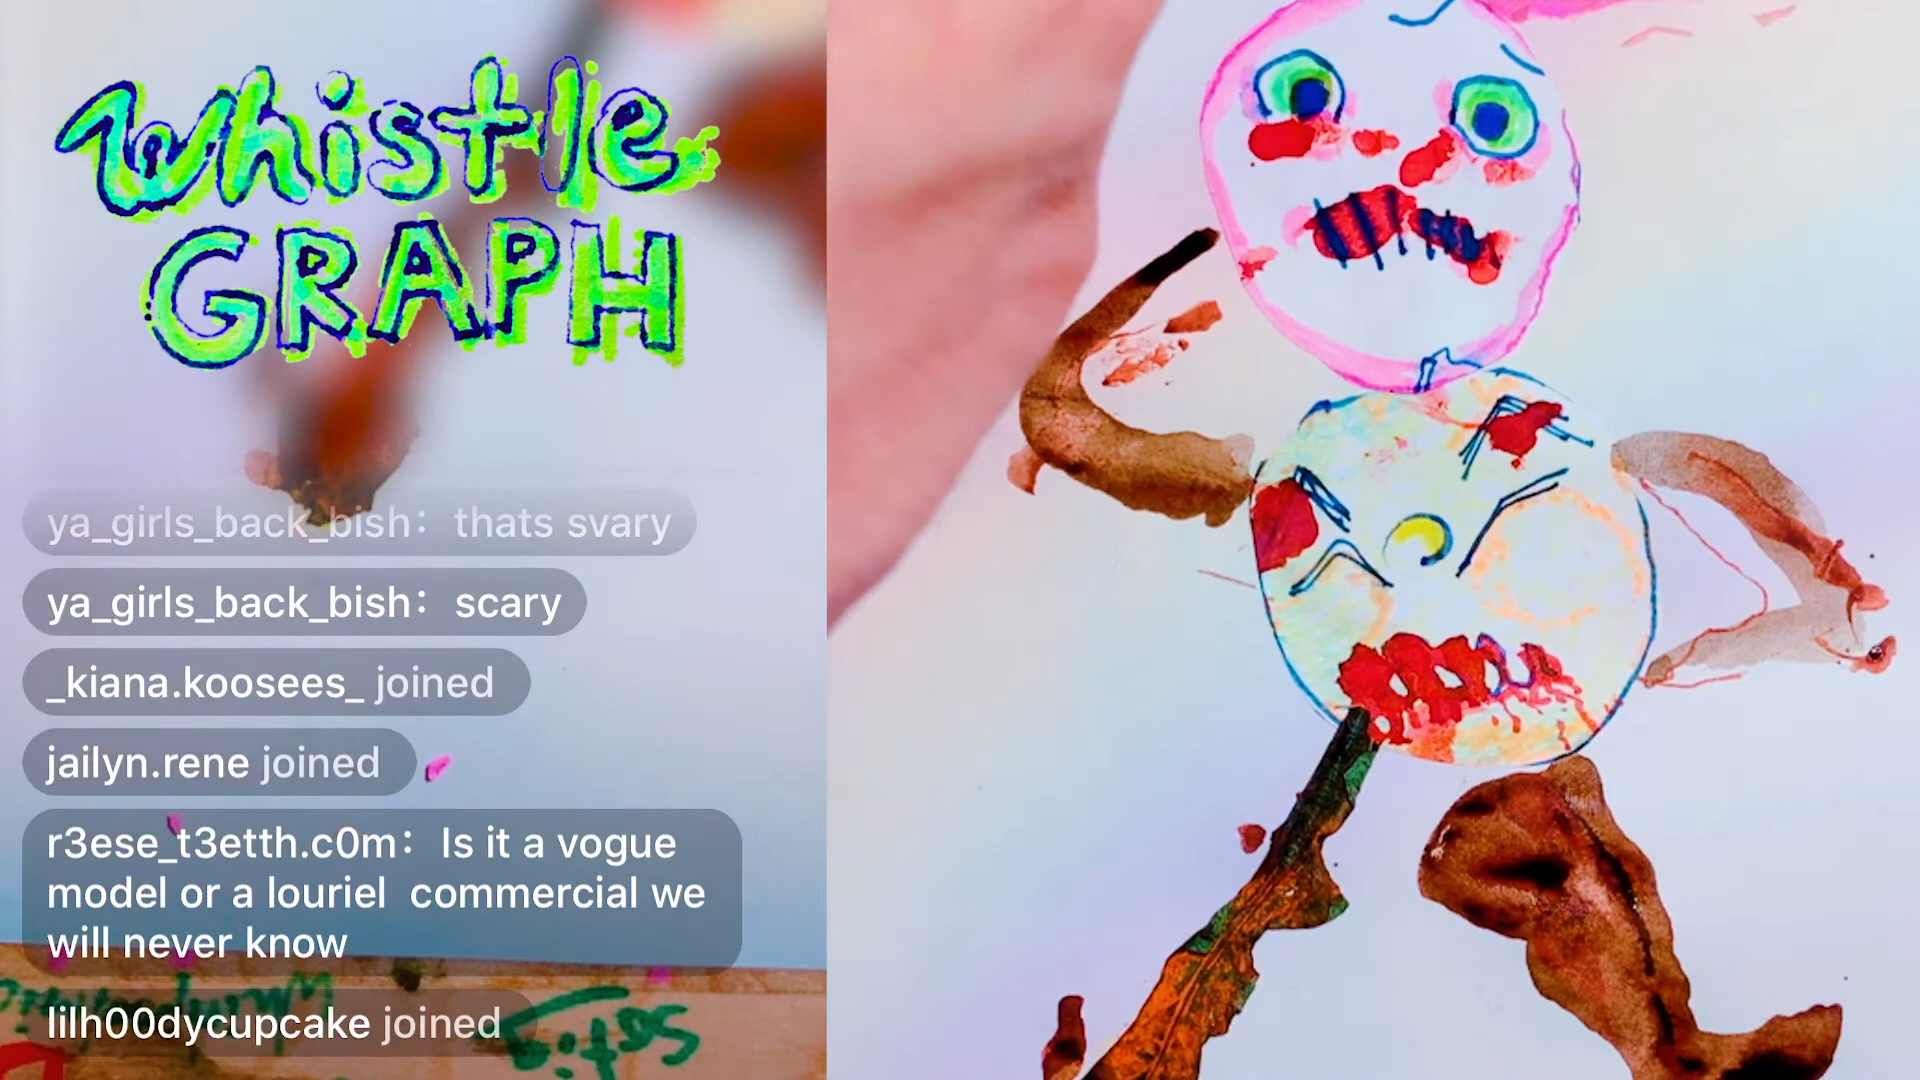 Whistle
GRAPH
ya_girls_back_bish: thats svary
ya_girls_back_bish: scary
_kiana.koosees_ joined
jailyn.rene joined
r3ese_t3etth.c0m: Is it a vogue
model or a louriel commercial we
will never know
lilh00dycupcake joined